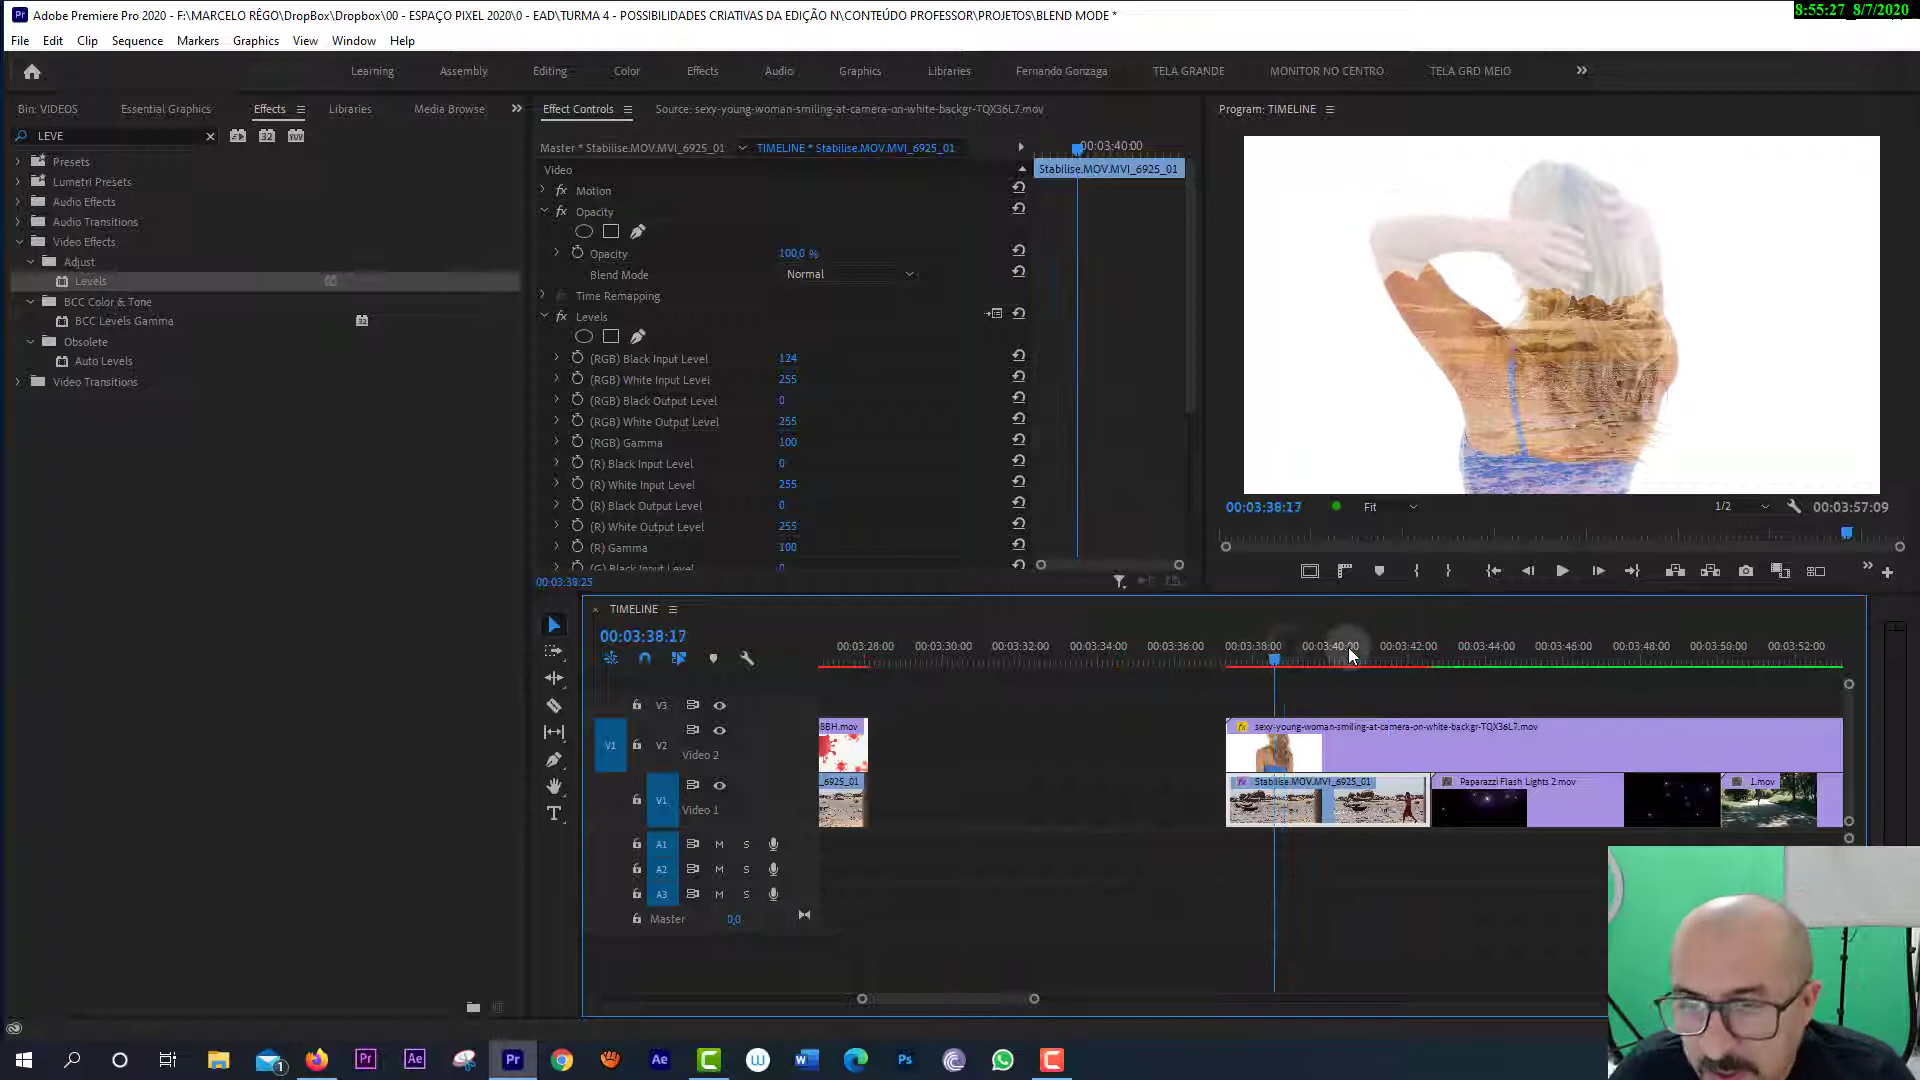 Adobe Premiere Pro 2020 - F:\MARCELO RÊGO\DropBox\Dropbox\00 - ESPAÇO PIXEL 2020\0 - EAD\TURMA 4 - POSSIBILIDADES CRIATIVAS DA EDIÇÃO N\CONTEÚDO PROFESSOR\PROJETOS\BLEND MODE *
8:55:27 8/7/2020
File Edit Clip Sequence Markers Graphics View Window Help
Learning Assembly Editing Color Effects Audio Graphics Libraries Fernando Gonzaga TELA GRANDE MONITOR NO CENTRO TELA GRD MEIO
Bin: VIDEOS Essential Graphics Effects Libraries Media Browse
LEVE
Presets
Lumetri Presets
Audio Effects
Audio Transitions
Video Effects
Adjust
Levels
BCC Color & Tone
BCC Levels Gamma
Obsolete
Auto Levels
Video Transitions
Effect Controls Source: sexy-young-woman-smiling-at-camera-on-white-backgr-TQX36L7.mov
Master * Stabilise.MOV.MVI_6925_01 TIMELINE * Stabilise.MOV.MVI_6925_01
00:03:40:00
Video
Stabilise.MOV.MVI_6925_01
fx Motion
fx Opacity
Opacity 100,0 %
Blend Mode Normal
Time Remapping
fx Levels
(RGB) Black Input Level 124
(RGB) White Input Level 255
(RGB) Black Output Level 0
(RGB) White Output Level 255
(RGB) Gamma 100
(R) Black Input Level 0
(R) White Input Level 255
(R) Black Output Level 0
(R) White Output Level 255
(R) Gamma 100
(G) Black Input Level 0
00:03:38:25
Program: TIMELINE
00:03:38:17 Fit 1/2 00:03:57:09
TIMELINE
00:03:38:17
00:03:28:00 00:03:30:00 00:03:32:00 00:03:34:00 00:03:36:00 00:03:38:00 00:03:40:00 00:03:42:00 00:03:44:00 00:03:46:00 00:03:48:00 00:03:50:00 00:03:52:00
V3
V1 V2
Video 2
8BH.mov
sexy-young-woman-smiling-at-camera-on-white-backgr-TQX36L7.mov
V1
Video 1
_6925_01
Stabilise.MOV.MVI_6925_01 Paparazzi Flash Lights 2.mov 1.mov
A1 M S
A2 M S
A3 M S
Master 0,0